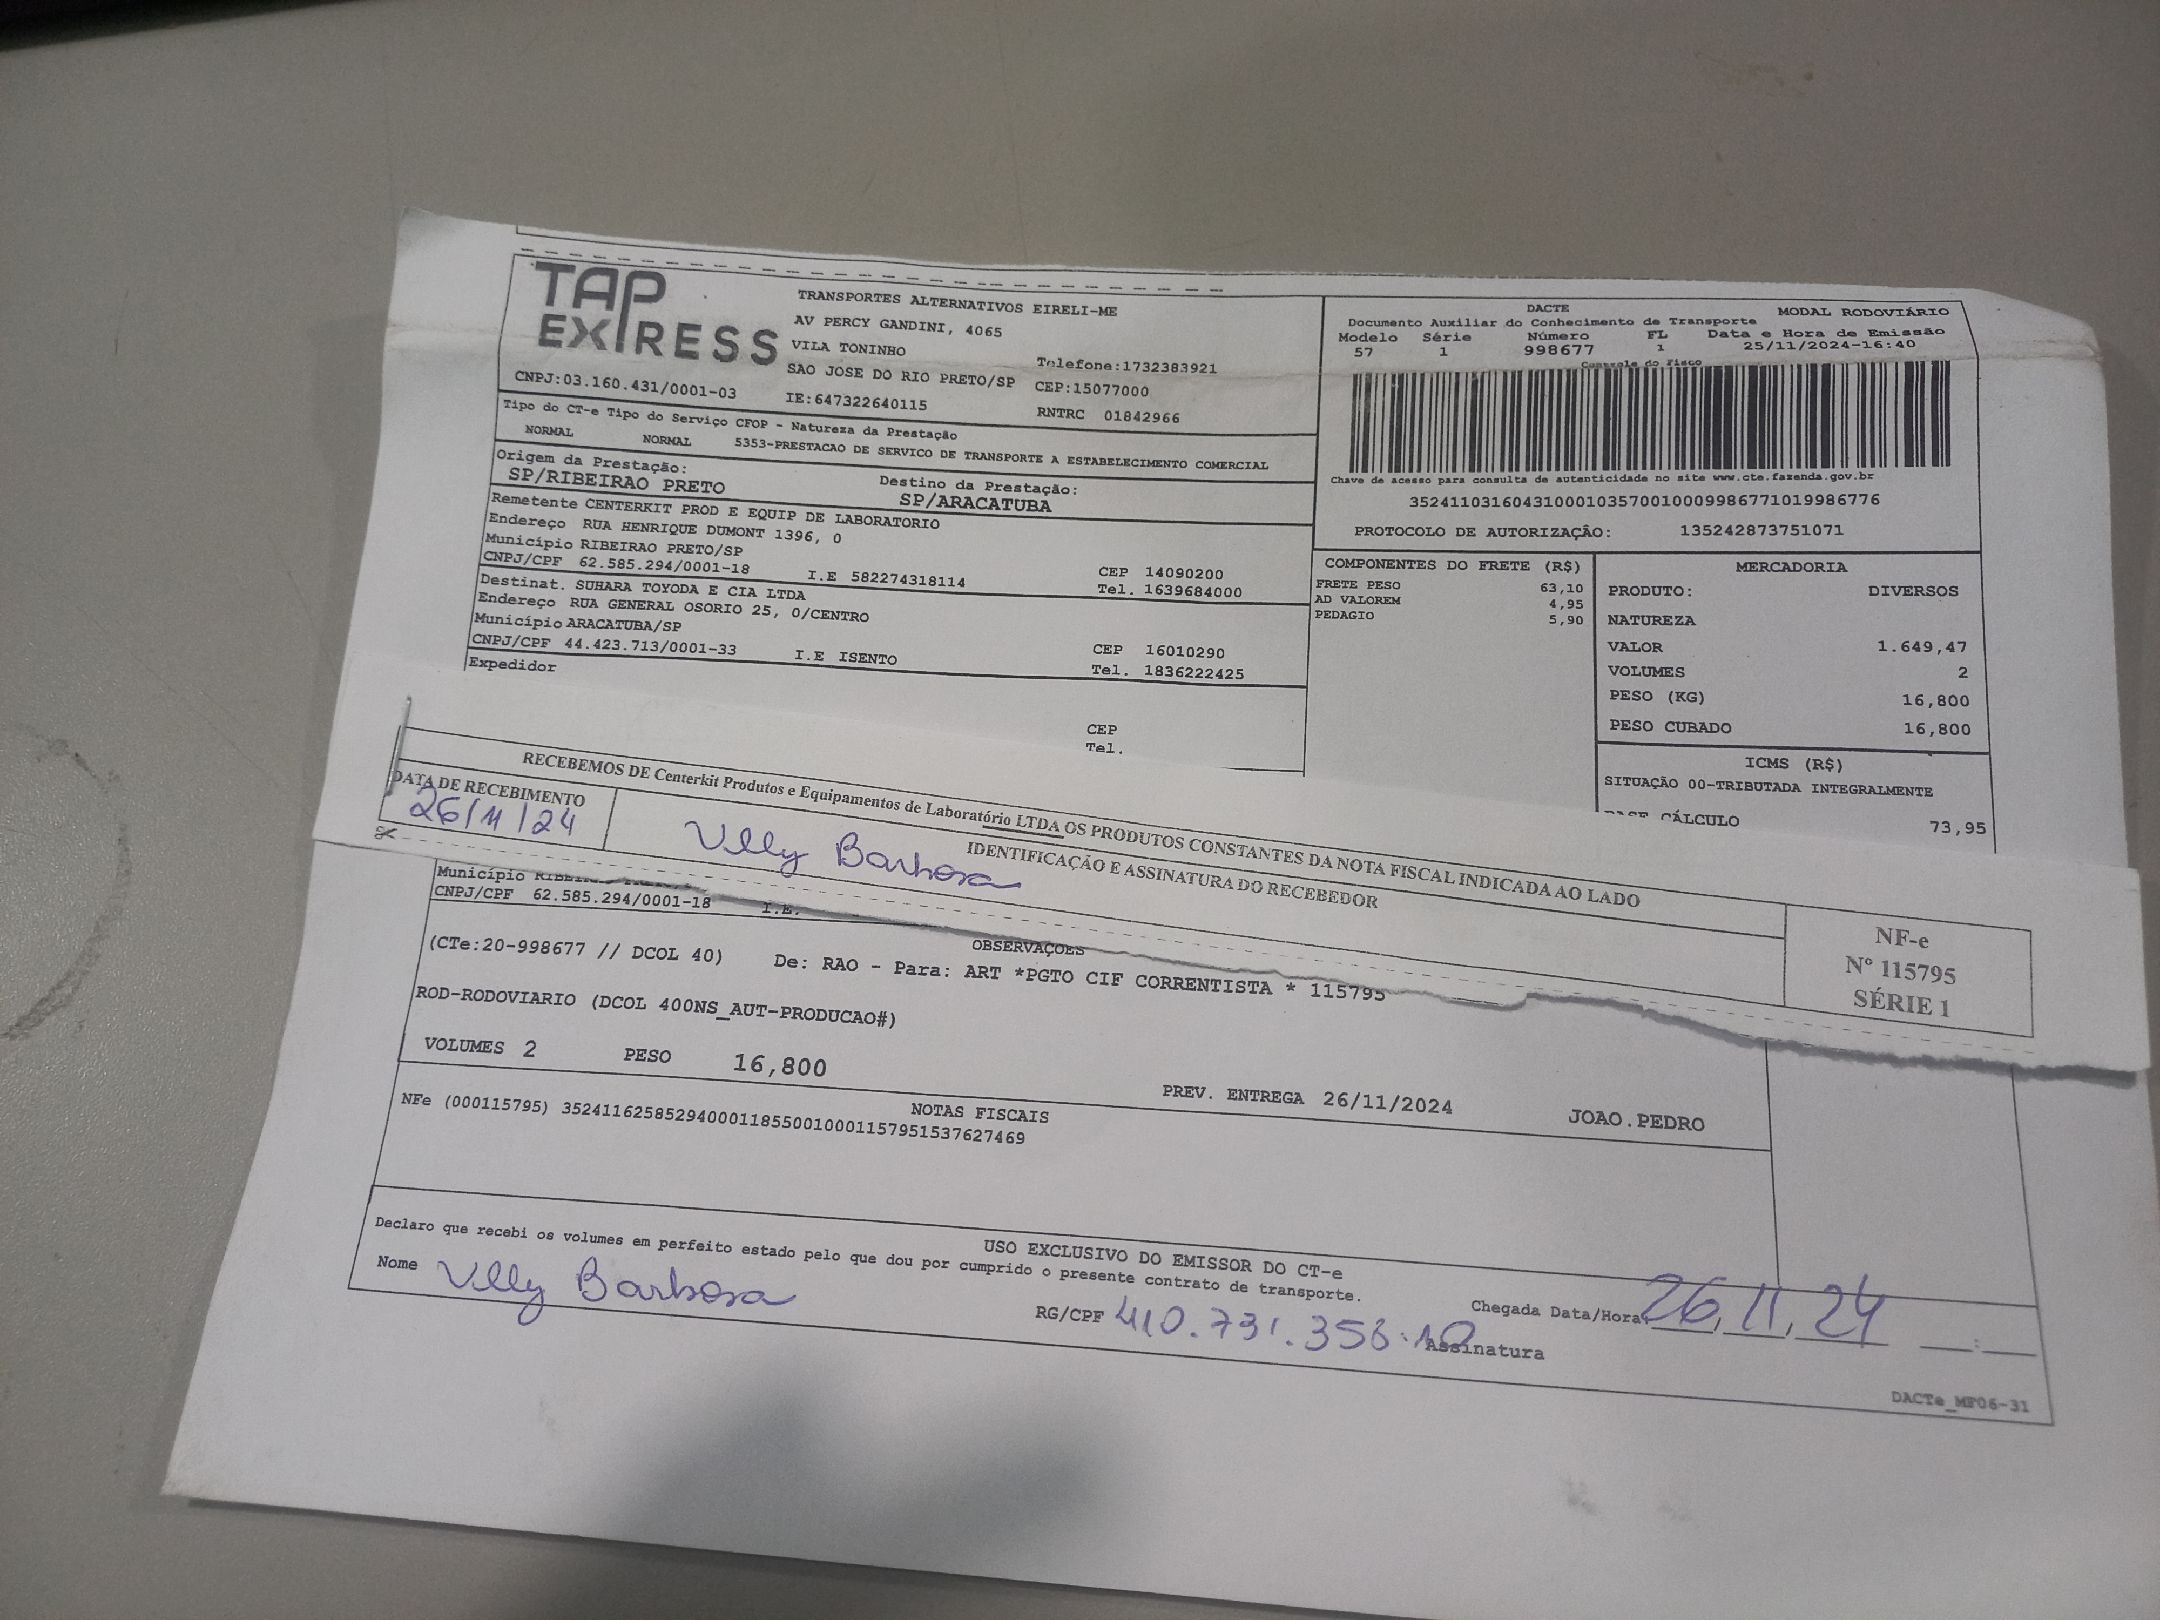 TAP EXPRESS
TRANSPORTES ALTERNATIVOS EIRELI-ME
AV PERCY GANDINI, 4065
VILA TONINHO
Telefone:1732383921
SAO JOSE DO RIO PRETO/SP CEP:15077000
CNPJ:03.160.431/0001-03 IE:647322640115 RNTRC 01842966
DACTE MODAL RODOVIÁRIO
Documento Auxiliar do Conhecimento de Transporte
Modelo Série Número FL Data e Hora de Emissão
57 1 998677 1 25/11/2024-16:40
Controle do Fisco
Chave de acesso para consulta de autenticidade no site www.cte.fazenda.gov.br
35241103160431000103570010009986771019986776
PROTOCOLO DE AUTORIZAÇÃO: 135242873751071
Tipo do CT-e Tipo do Serviço CFOP - Natureza da Prestação
NORMAL NORMAL 5353-PRESTACAO DE SERVICO DE TRANSPORTE A ESTABELECIMENTO COMERCIAL
Origem da Prestação: Destino da Prestação:
SP/RIBEIRAO PRETO SP/ARACATUBA
Remetente CENTERKIT PROD E EQUIP DE LABORATORIO
Endereço RUA HENRIQUE DUMONT 1396, 0
Município RIBEIRAO PRETO/SP CEP 14090200
CNPJ/CPF 62.585.294/0001-18 I.E 582274318114 Tel. 1639684000
Destinat. SUHARA TOYODA E CIA LTDA
Endereço RUA GENERAL OSORIO 25, 0/CENTRO
Município ARACATUBA/SP CEP 16010290
CNPJ/CPF 44.423.713/0001-33 I.E ISENTO Tel. 1836222425
Expedidor
CEP
Tel.
COMPONENTES DO FRETE (R$)
FRETE PESO 63,10
AD VALOREM 4,95
PEDAGIO 5,90
MERCADORIA
PRODUTO: DIVERSOS
NATUREZA
VALOR 1.649,47
VOLUMES 2
PESO (KG) 16,800
PESO CUBADO 16,800
ICMS (R$)
SITUAÇÃO 00-TRIBUTADA INTEGRALMENTE
CÁLCULO 73,95
RECEBEMOS DE Centerkit Produtos e Equipamentos de Laboratório LTDA OS PRODUTOS CONSTANTES DA NOTA FISCAL INDICADA AO LADO
DATA DE RECEBIMENTO IDENTIFICAÇÃO E ASSINATURA DO RECEBEDOR
26/11/24 Ully Barbosa
NF-e
Nº 115795
SÉRIE 1
Município
CNPJ/CPF 62.585.294/0001-18 I.E.
OBSERVAÇOES
(CTe:20-998677 // DCOL 40) De: RAO - Para: ART *PGTO CIF CORRENTISTA * 115795
ROD-RODOVIARIO (DCOL 400NS_AUT-PRODUCAO#)
VOLUMES 2 PESO 16,800 PREV. ENTREGA 26/11/2024 JOAO.PEDRO
NOTAS FISCAIS
NFe (000115795) 35241162585294000118550010001157951537627469
USO EXCLUSIVO DO EMISSOR DO CT-e
Declaro que recebi os volumes em perfeito estado pelo que dou por cumprido o presente contrato de transporte.
Nome Ully Barbosa RG/CPF 410.731.358.10 Chegada Data/Hora 26,11,24
Assinatura
DACTe_MF06-31